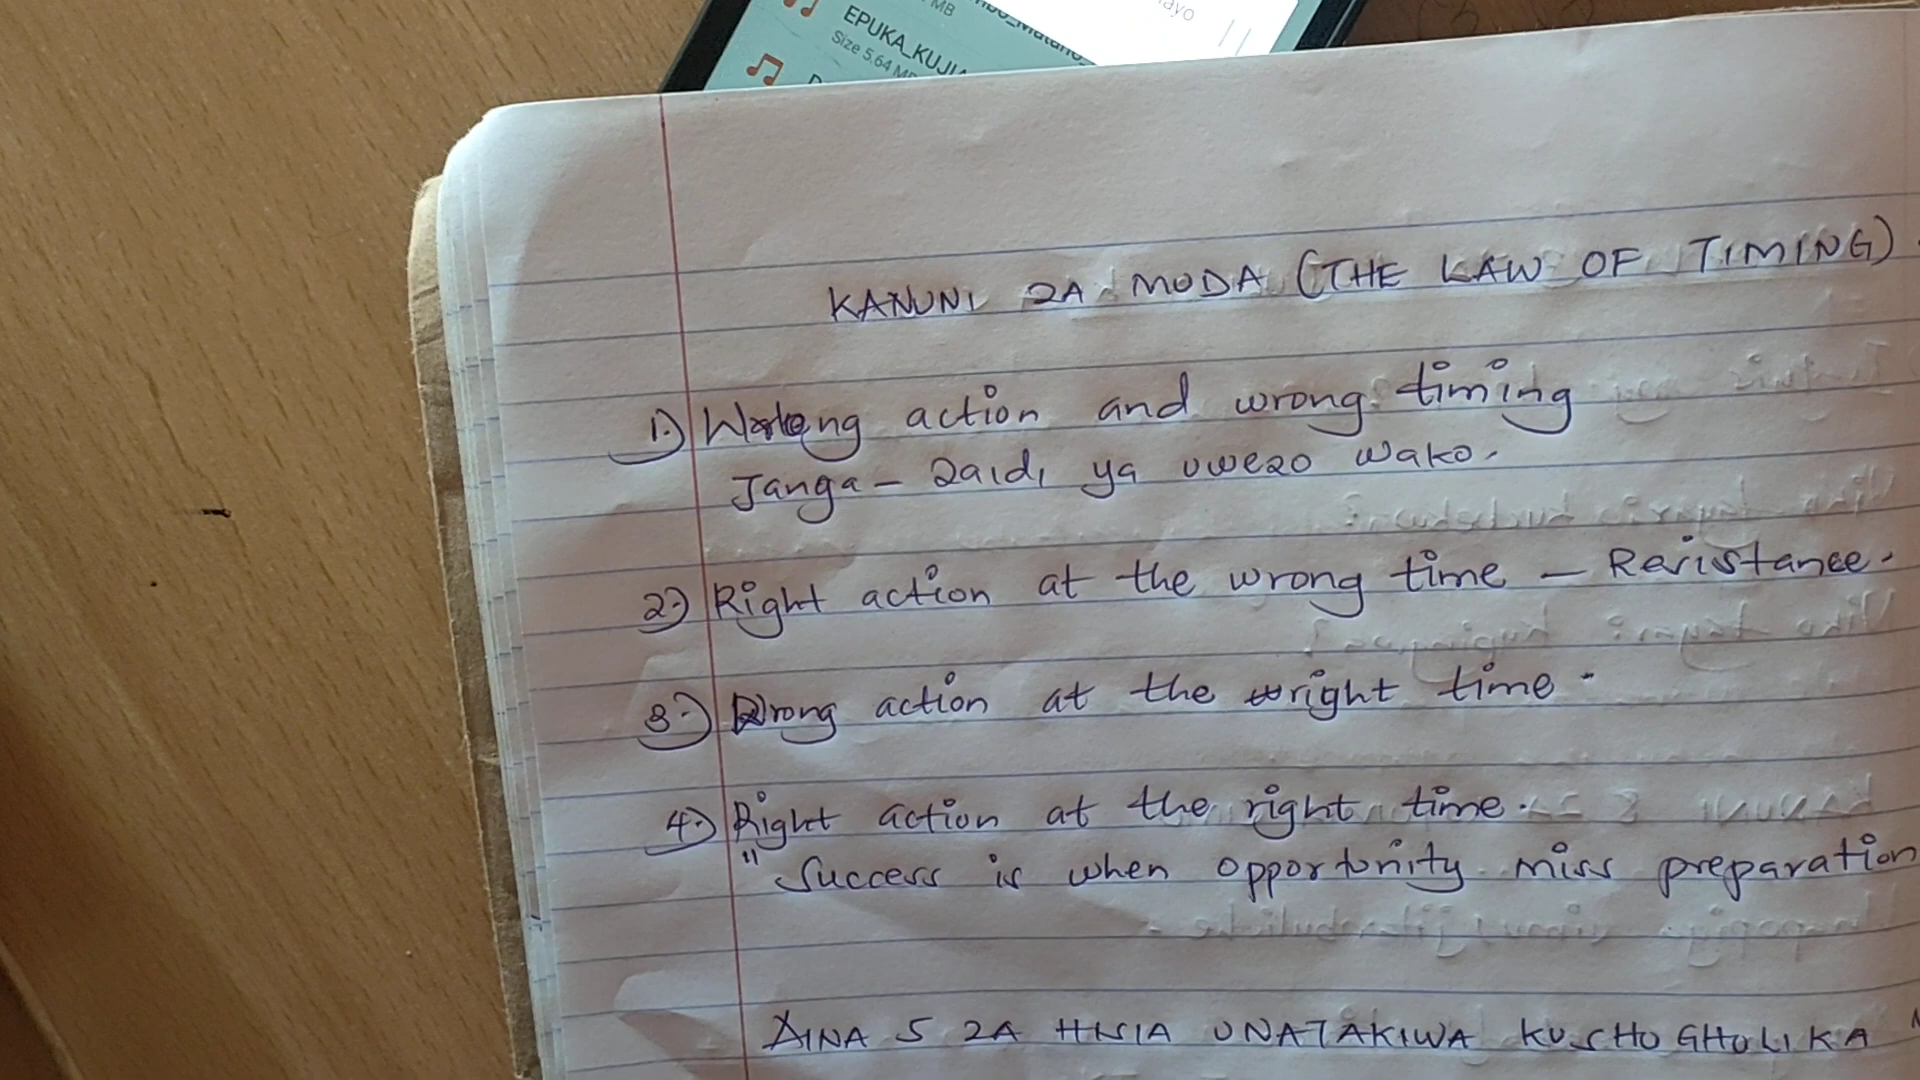 MB
EPUKA_KUJI
Size 5.64 MB
KANUNI ZA MUDA (THE LAW OF TIMING)
1.) Wrong action and wrong timing
Janga - Zaidi ya uwezo wako.
2.) Right action at the wrong time - Resistance.
3.) Wrong action at the right time.
4.) Right action at the right time.
"Success is when opportunity miss preparation
AINA 5 ZA HISIA UNATAKIWA KUSHUGHULIKA